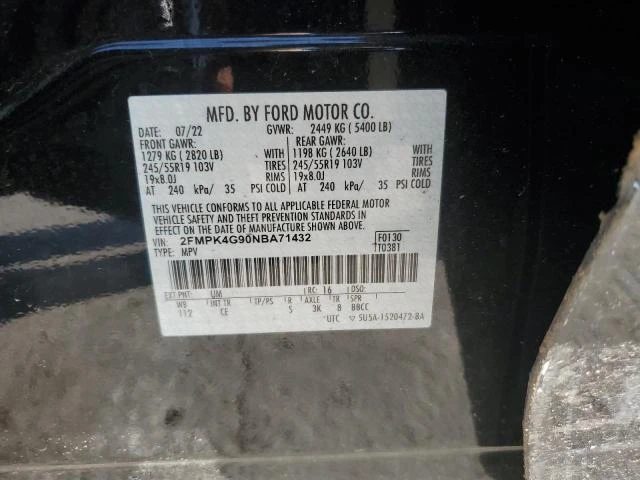 MFD. BY FORD MOTOR CO.
DATE: 07/22 GVWR: 2449 KG ( 5400 LB)
FRONT GAWR: REAR GAWR:
1279 KG ( 2820 LB) 1198 KG ( 2640 LB)
245/55R19 103V TIRES 245/55R19 103V TIRES
19x8.0J RIMS 19x8.0J RIMS
AT 240 kPa/ 35 PSI COLD AT 240 kPa/ 35 PSI COLD
THIS VEHICLE CONFORMS TO ALL APPLICABLE FEDERAL MOTOR
VEHICLE SAFETY AND THEFT PREVENTION STANDARDS IN
EFFECT ON THE DATE OF MANUFACTURE SHOWN ABOVE.
VIN: 2FMPK4G90NBA71432 F0130
TYPE: MPV T0381
EXT PNT: UM RC: 16 DSO:
WB INT TR TP/PS R AXLE TR SPR
112 CE 5 3K 8 BBCC
UTC ▽ 5U5A-1520472-BA